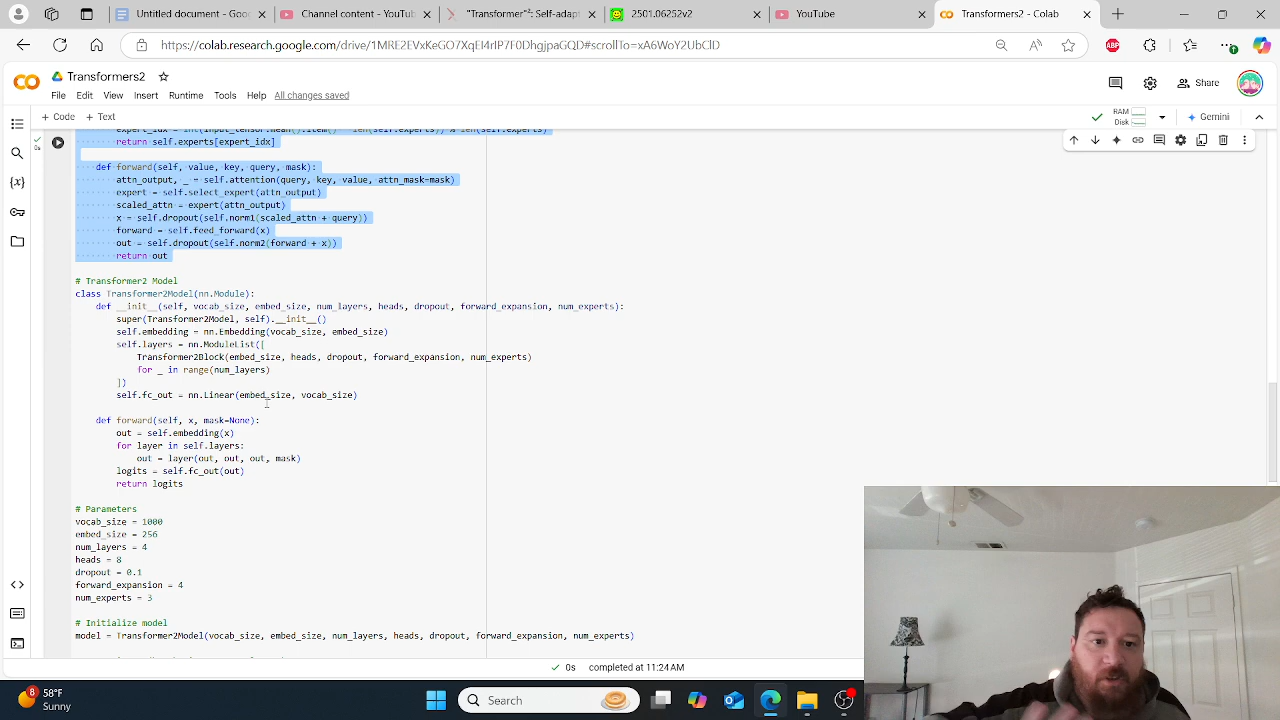 Untitled document - Goo
Channel content - YouTub
"Transformer^2: Self-adapt
2501.06252v2
YouTube
Transformers2 - Colab
https://colab.research.google.com/drive/
Transformers2
File Edit View Insert Runtime Tools Help All changes saved
Share
+ Code + Text
RAM
Disk
Gemini
{x}
0s
return self.experts[expert_idx]
def forward(self, value, key, query, mask):
attn_output, _ = self.attention(query, key, value, attn_mask=mask)
expert = self.select_expert(attn_output)
scaled_attn = expert(attn_output)
x = self.dropout(self.norm1(scaled_attn + query))
forward = self.feed_forward(x)
out = self.dropout(self.norm2(forward + x))
return out
# Transformer2 Model
class Transformer2Model(nn.Module):
def __init__(self, vocab_size, embed_size, num_layers, heads, dropout, forward_expansion, num_experts):
super(Transformer2Model, self).__init__()
self.embedding = nn.Embedding(vocab_size, embed_size)
self.layers = nn.ModuleList([
Transformer2Block(embed_size, heads, dropout, forward_expansion, num_experts)
for _ in range(num_layers)
])
self.fc_out = nn.Linear(embed_size, vocab_size)
def forward(self, x, mask=None):
out = self.embedding(x)
for layer in self.layers:
out = layer(out, out, out, mask)
logits = self.fc_out(out)
return logits
# Parameters
vocab_size = 1000
embed_size = 256
num_layers = 4
heads = 8
dropout = 0.1
forward_expansion = 4
num_experts = 3
# Initialize model
model = Transformer2Model(vocab_size, embed_size, num_layers, heads, dropout, forward_expansion, num_experts)
0s completed at 11:24 AM
8
58°F
Sunny
Search